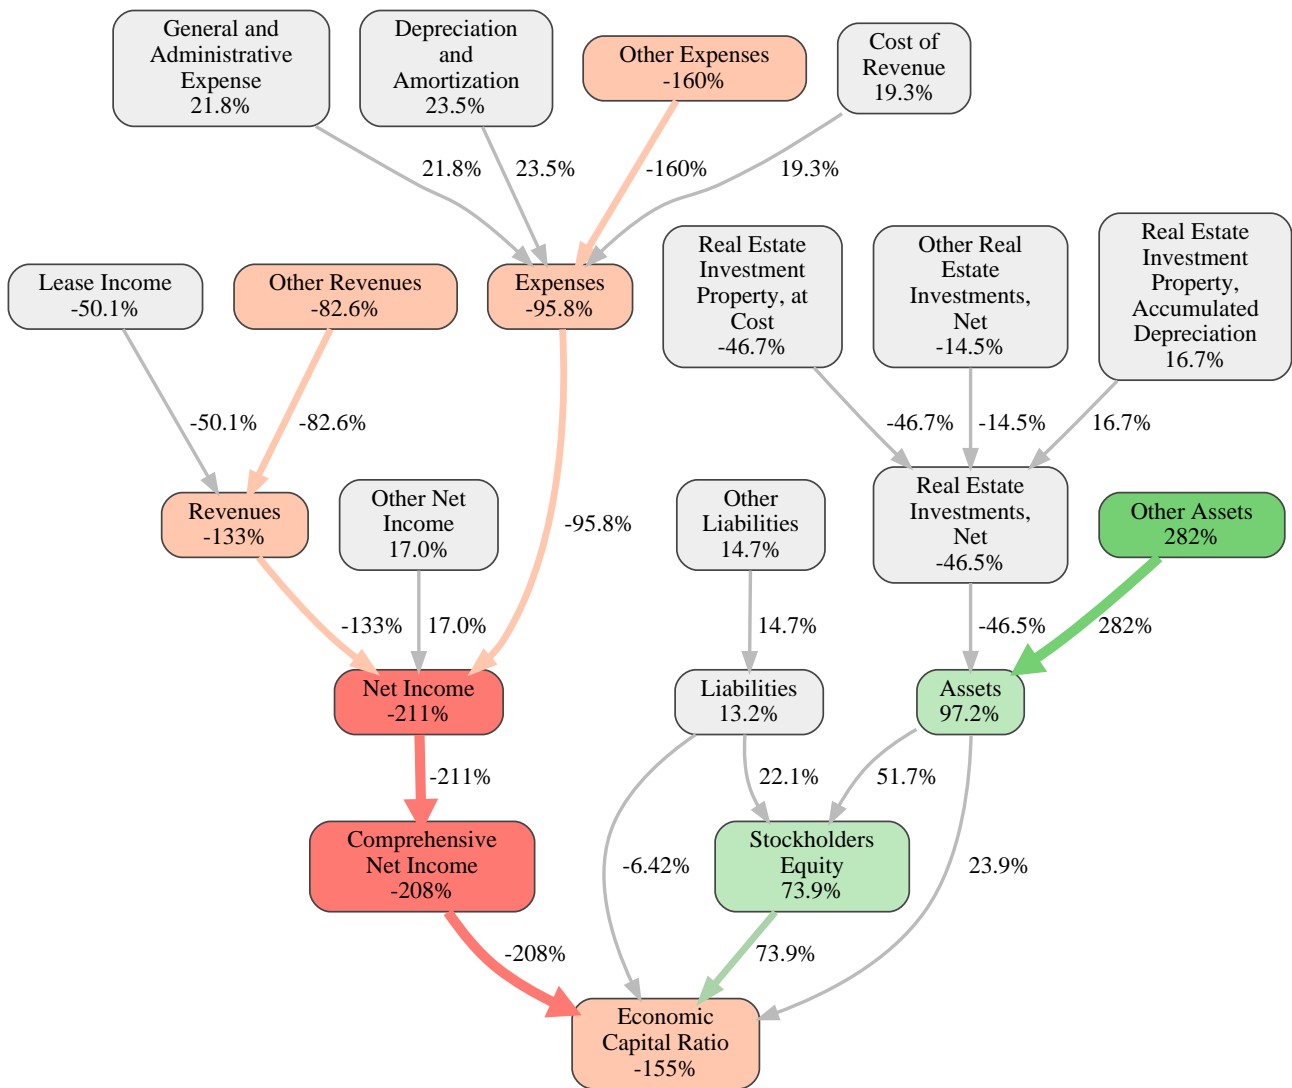 General and
Administrative
Expense
21.8%
Depreciation
and
Amortization
23.5%
Other Expenses
-160%
Cost of
Revenue
19.3%
21.8%
23.5%
-160%
19.3%
Lease Income
-50.1%
Other Revenues
-82.6%
Expenses
-95.8%
Real Estate
Investment
Property, at
Cost
-46.7%
Other Real
Estate
Investments,
Net
-14.5%
Real Estate
Investment
Property,
Accumulated
Depreciation
16.7%
-50.1%
-82.6%
-46.7%
-14.5%
16.7%
Revenues
-133%
Other Net
Income
17.0%
-95.8%
Other
Liabilities
14.7%
Real Estate
Investments,
Net
-46.5%
Other Assets
282%
-133%
17.0%
14.7%
-46.5%
282%
Net Income
-211%
Liabilities
13.2%
Assets
97.2%
-211%
22.1%
51.7%
Comprehensive
Net Income
-208%
-6.42%
Stockholders
Equity
73.9%
23.9%
-208%
73.9%
Economic
Capital Ratio
-155%